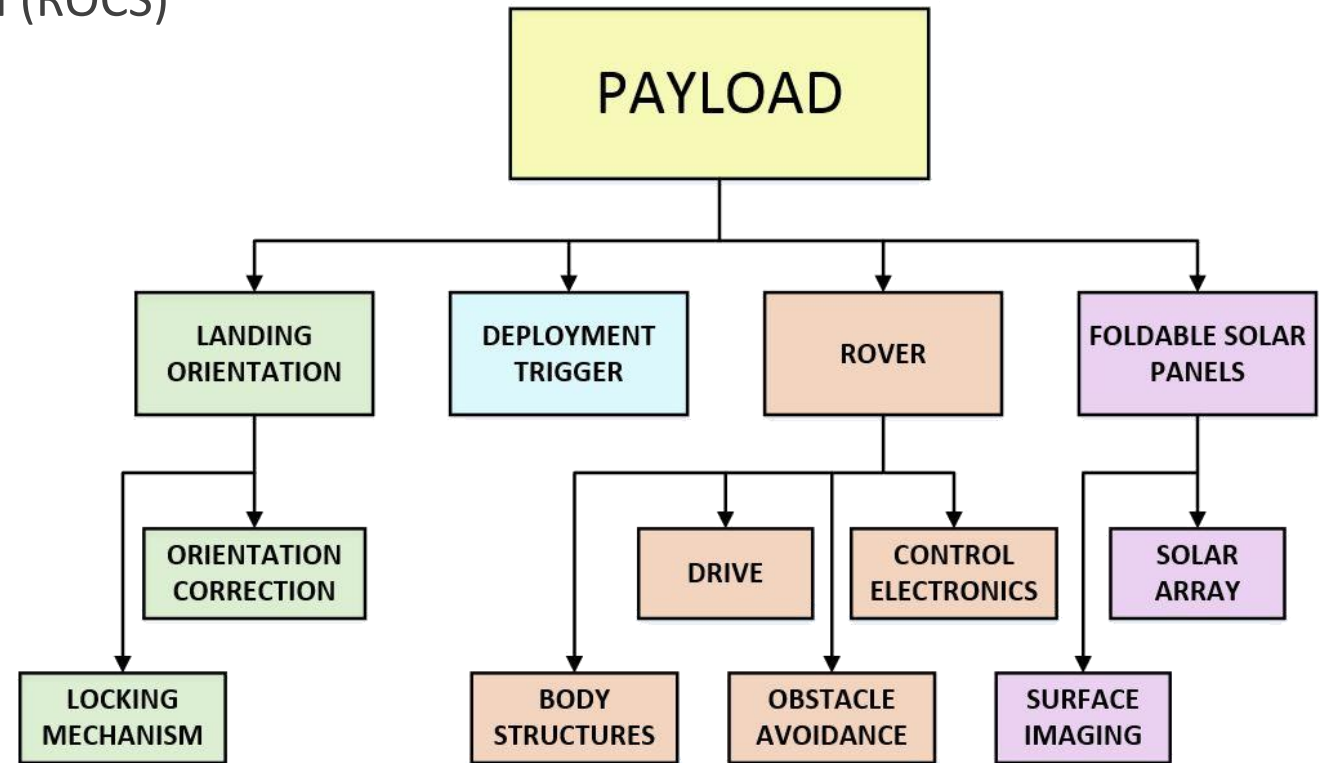 (ROCS)
PAYLOAD
LANDING
ORIENTATION
DEPLOYMENT
TRIGGER
ROVER
FOLDABLE SOLAR
PANELS
ORIENTATION
CORRECTION
DRIVE
CONTROL
ELECTRONICS
SOLAR
ARRAY
LOCKING
MECHANISM
BODY
STRUCTURES
OBSTACLE
AVOIDANCE
SURFACE
IMAGING